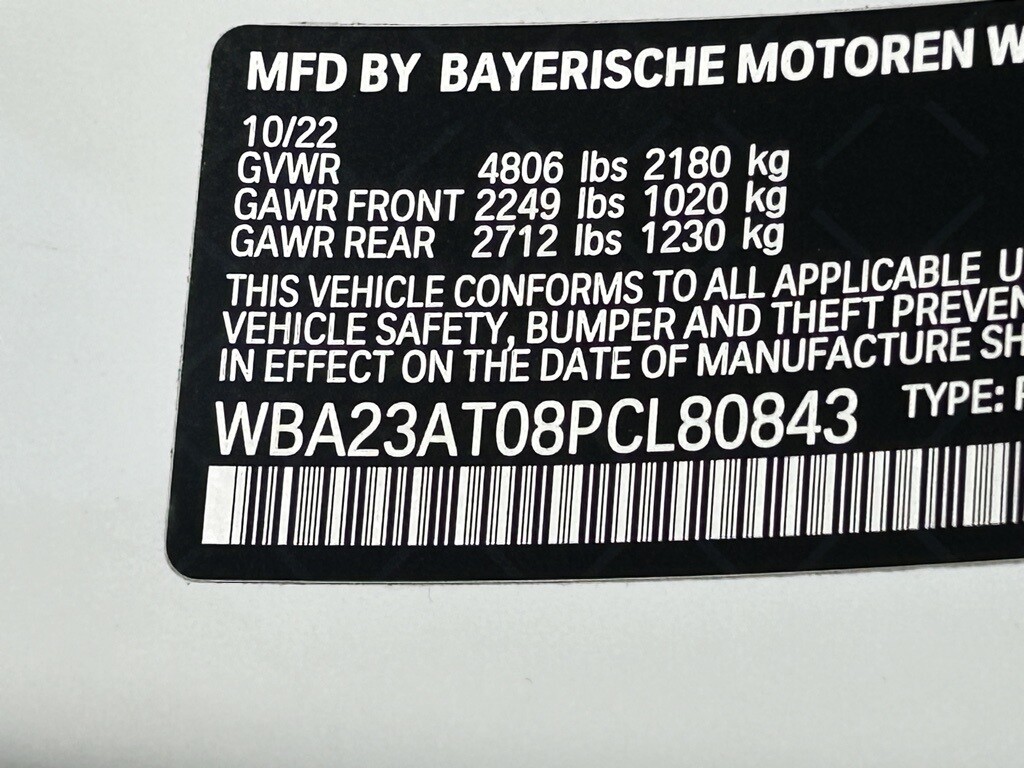 MFD BY BAYERISCHE MOTOREN W
10/22
GVWR 4806 lbs 2180 kg
GAWR FRONT 2249 lbs 1020 kg
GAWR REAR 2712 lbs 1230 kg
THIS VEHICLE CONFORMS TO ALL APPLICABLE U
VEHICLE SAFETY, BUMPER AND THEFT PREVEN
IN EFFECT ON THE DATE OF MANUFACTURE SH
WBA23AT08PCL80843 TYPE: P